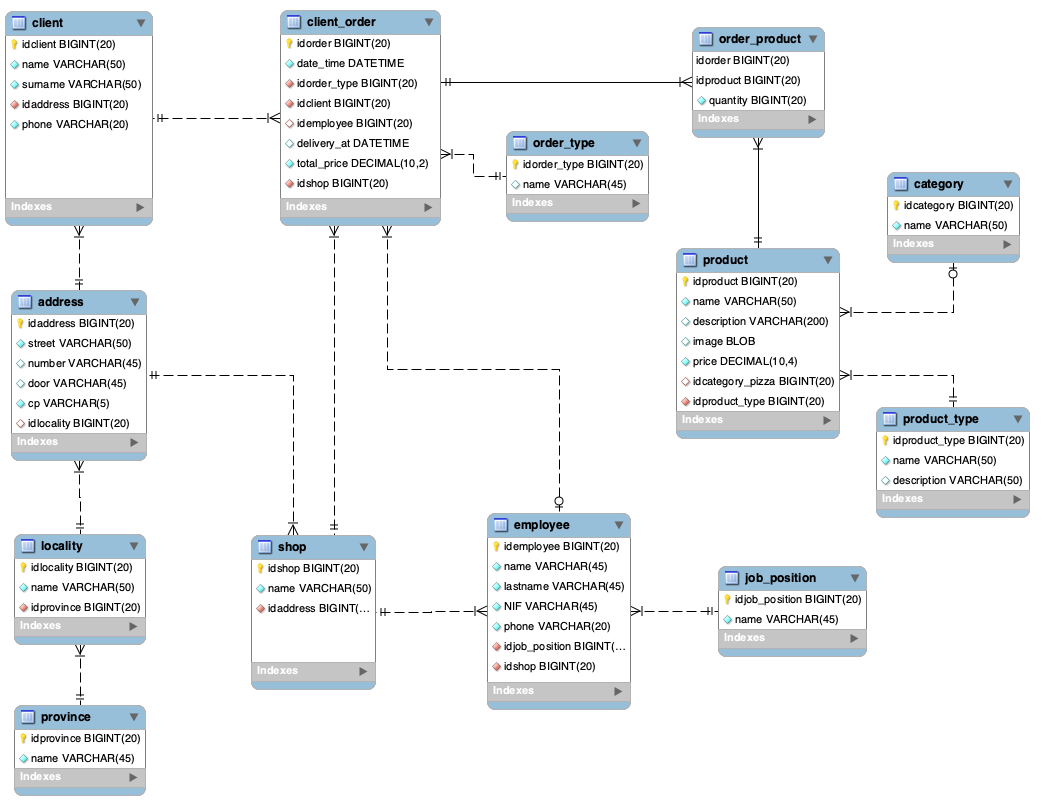 client
idclient BIGINT(20)
name VARCHAR(50)
surname VARCHAR(50)
idaddress BIGINT(20)
phone VARCHAR(20)
Indexes
client_order
idorder BIGINT(20)
date_time DATETIME
idorder_type BIGINT(20)
idclient BIGINT(20)
idemployee BIGINT(20)
delivery_at DATETIME
total_price DECIMAL(10,2)
idshop BIGINT(20)
Indexes
order_product
idorder BIGINT(20)
idproduct BIGINT(20)
quantity BIGINT(20)
Indexes
order_type
idorder_type BIGINT(20)
name VARCHAR(45)
Indexes
category
idcategory BIGINT(20)
name VARCHAR(50)
Indexes
product
idproduct BIGINT(20)
name VARCHAR(50)
description VARCHAR(200)
image BLOB
price DECIMAL(10,4)
idcategory_pizza BIGINT(20)
idproduct_type BIGINT(20)
Indexes
address
idaddress BIGINT(20)
street VARCHAR(50)
number VARCHAR(45)
door VARCHAR(45)
cp VARCHAR(5)
idlocality BIGINT(20)
Indexes
product_type
idproduct_type BIGINT(20)
name VARCHAR(50)
description VARCHAR(50)
Indexes
locality
idlocality BIGINT(20)
name VARCHAR(50)
idprovince BIGINT(20)
Indexes
shop
idshop BIGINT(20)
name VARCHAR(50)
idaddress BIGINT(...
Indexes
employee
idemployee BIGINT(20)
name VARCHAR(45)
lastname VARCHAR(45)
NIF VARCHAR(45)
phone VARCHAR(20)
idjob_position BIGINT(...
idshop BIGINT(20)
Indexes
job_position
idjob_position BIGINT(20)
name VARCHAR(45)
Indexes
province
idprovince BIGINT(20)
name VARCHAR(45)
Indexes